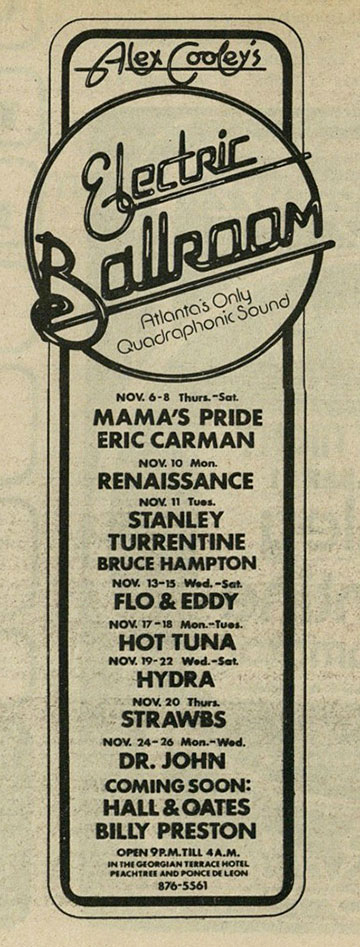 Alex Cooley's
Electric
Ballroom
Atlanta's Only
Quadraphonic Sound
NOV. 6-8 Thurs.-Sat.
MAMA'S PRIDE
ERIC CARMAN
NOV. 10 Mon.
RENAISSANCE
NOV. 11 Tues.
STANLEY
TURRENTINE
BRUCE HAMPTON
NOV. 13-15 Wed.-Sat.
FLO & EDDY
NOV. 17-18 Mon.-Tues.
HOT TUNA
NOV. 19-22 Wed.-Sat.
HYDRA
NOV. 20 Thurs.
STRAWBS
NOV. 24-26 Mon.-Wed.
DR. JOHN
COMING SOON:
HALL & OATES
BILLY PRESTON
OPEN 9 P.M. TILL 4 A.M.
IN THE GEORGIAN TERRACE HOTEL
PEACHTREE AND PONCE DE LEON
876-5561